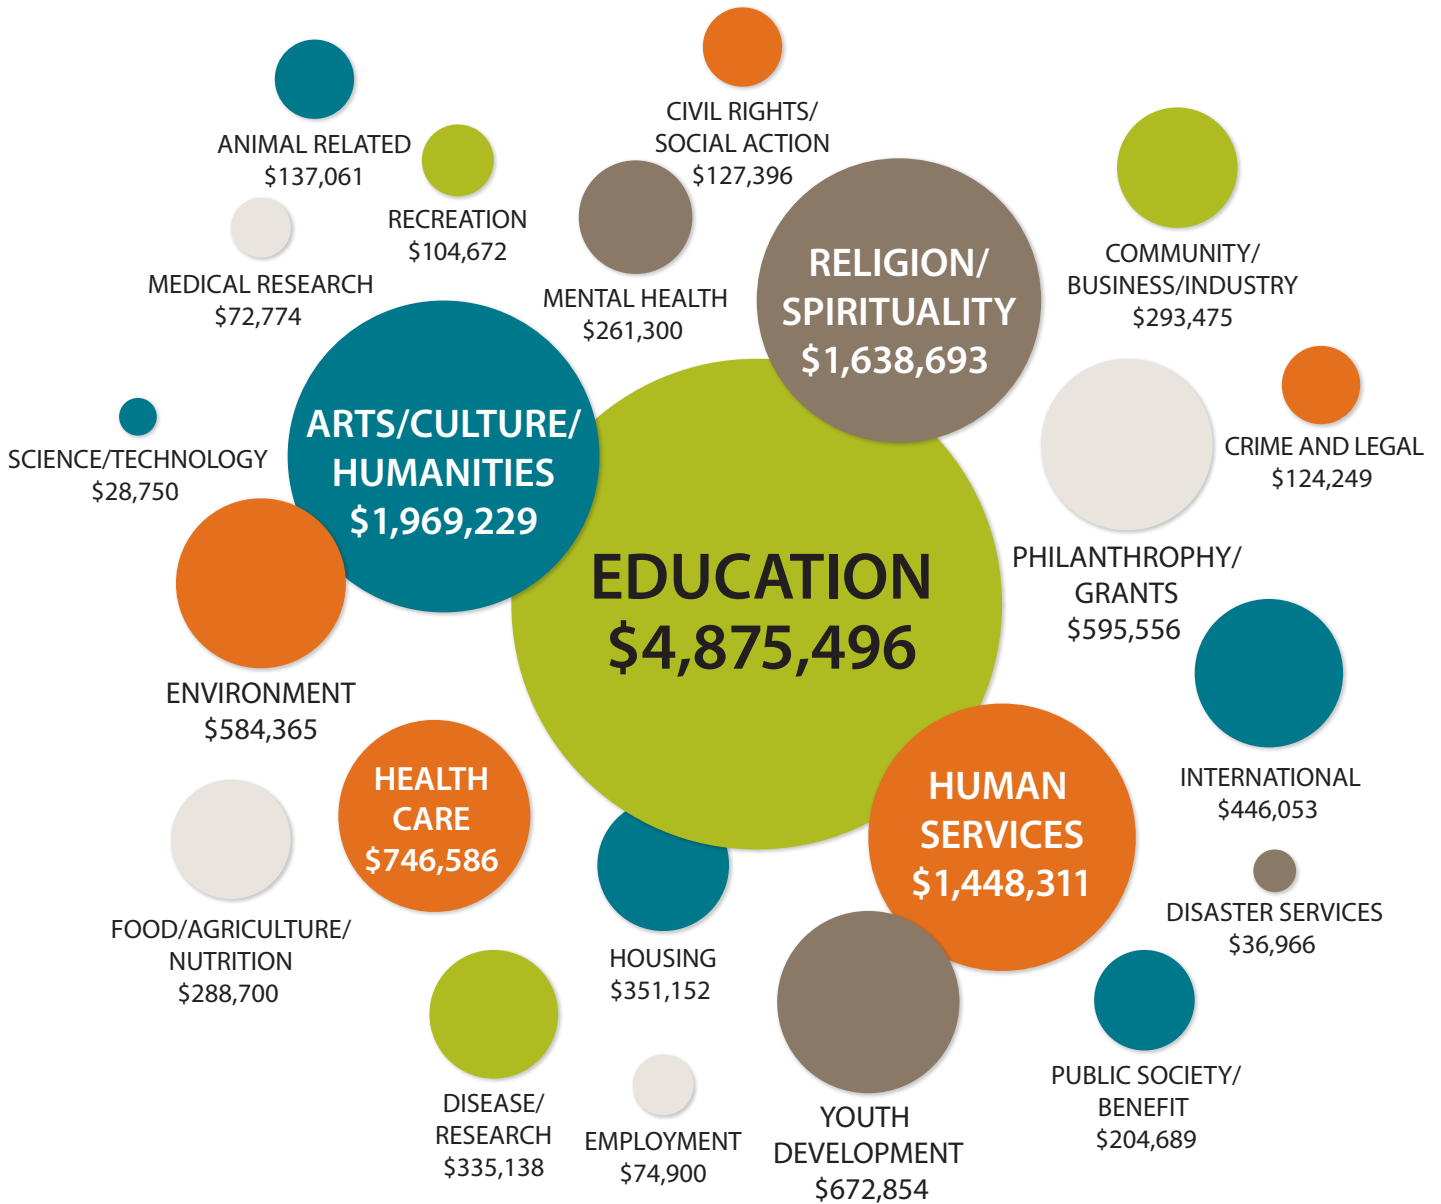 ANIMAL RELATED
$137,061
CIVIL RIGHTS/
SOCIAL ACTION
$127,396
RECREATION
$104,672
MEDICAL RESEARCH
$72,774
MENTAL HEALTH
$261,300
RELIGION/
SPIRITUALITY
$1,638,693
COMMUNITY/
BUSINESS/INDUSTRY
$293,475
SCIENCE/TECHNOLOGY
$28,750
ARTS/CULTURE/
HUMANITIES
$1,969,229
CRIME AND LEGAL
$124,249
EDUCATION
$4,875,496
PHILANTHROPHY/
GRANTS
$595,556
ENVIRONMENT
$584,365
HEALTH
CARE
$746,586
HUMAN
SERVICES
$1,448,311
INTERNATIONAL
$446,053
FOOD/AGRICULTURE/
NUTRITION
$288,700
HOUSING
$351,152
DISASTER SERVICES
$36,966
DISEASE/
RESEARCH
$335,138
EMPLOYMENT
$74,900
YOUTH
DEVELOPMENT
$672,854
PUBLIC SOCIETY/
BENEFIT
$204,689